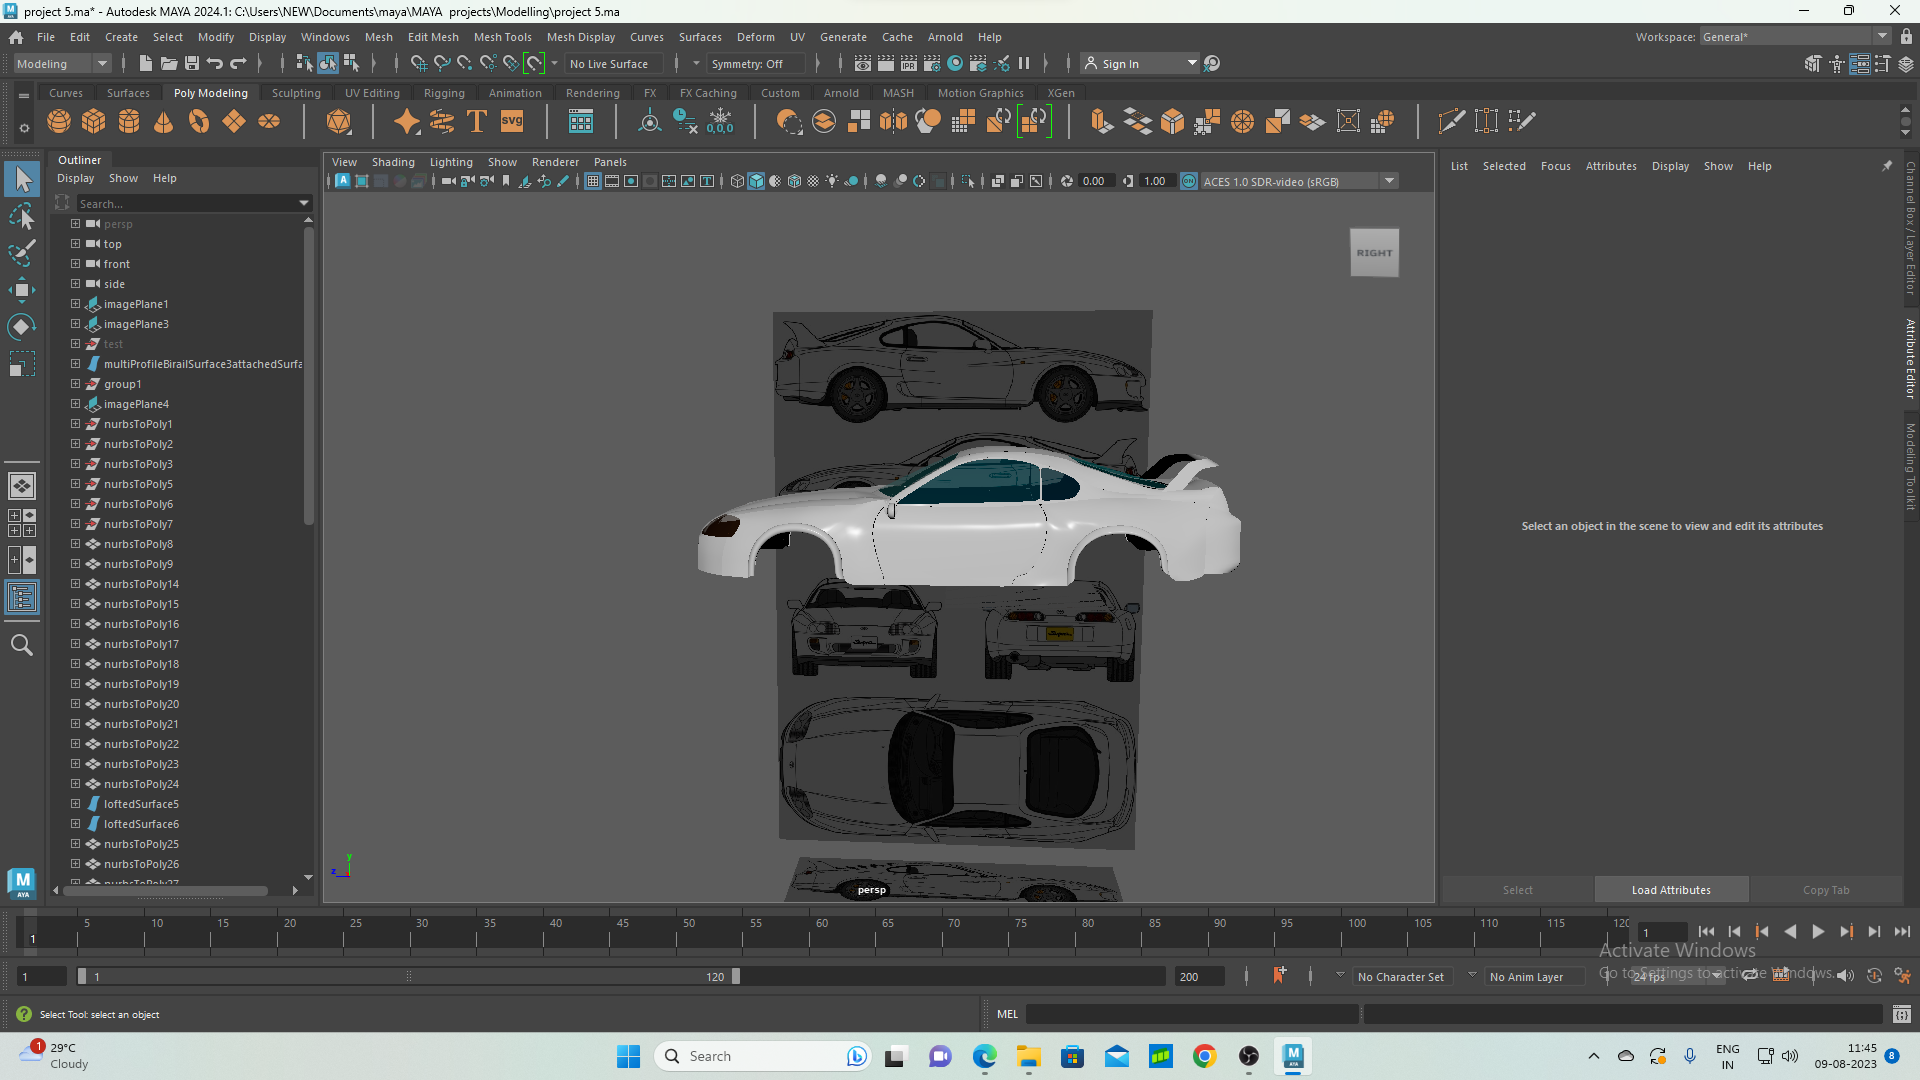 project 5.ma* - Autodesk MAYA 2024.1: C:\Users\NEW\Documents\maya\MAYA projects\Modelling\project 5.ma
File Edit Create Select Modify Display Windows Mesh Edit Mesh Mesh Tools Mesh Display Curves Surfaces Deform UV Generate Cache Arnold Help
Workspace: General*
Modeling
No Live Surface
Symmetry: Off
Sign In
Curves Surfaces Poly Modeling Sculpting UV Editing Rigging Animation Rendering FX FX Caching Custom Arnold MASH Motion Graphics XGen
Outliner
Display Show Help
Search...
persp
top
front
side
imagePlane1
imagePlane3
test
multiProfileBirailSurface3attachedSurfa
group1
imagePlane4
nurbsToPoly1
nurbsToPoly2
nurbsToPoly3
nurbsToPoly5
nurbsToPoly6
nurbsToPoly7
nurbsToPoly8
nurbsToPoly9
nurbsToPoly14
nurbsToPoly15
nurbsToPoly16
nurbsToPoly17
nurbsToPoly18
nurbsToPoly19
nurbsToPoly20
nurbsToPoly21
nurbsToPoly22
nurbsToPoly23
nurbsToPoly24
loftedSurface5
loftedSurface6
nurbsToPoly25
nurbsToPoly26
nurbsToPoly27
View Shading Lighting Show Renderer Panels
0.00 1.00 ACES 1.0 SDR-video (sRGB)
RIGHT
persp
List Selected Focus Attributes Display Show Help
Select an object in the scene to view and edit its attributes
Select Load Attributes Copy Tab
Channel Box / Layer Editor
Attribute Editor
Modeling Toolkit
5 10 15 20 25 30 35 40 45 50 55 60 65 70 75 80 85 90 95 100 105 110 115 120
1
1
Activate Windows
Go to Settings to activate Windows.
1 1 120 200 No Character Set No Anim Layer 24 fps
Select Tool: select an object
MEL
29°C
Cloudy
Search
ENG
IN
11:45
09-08-2023
8